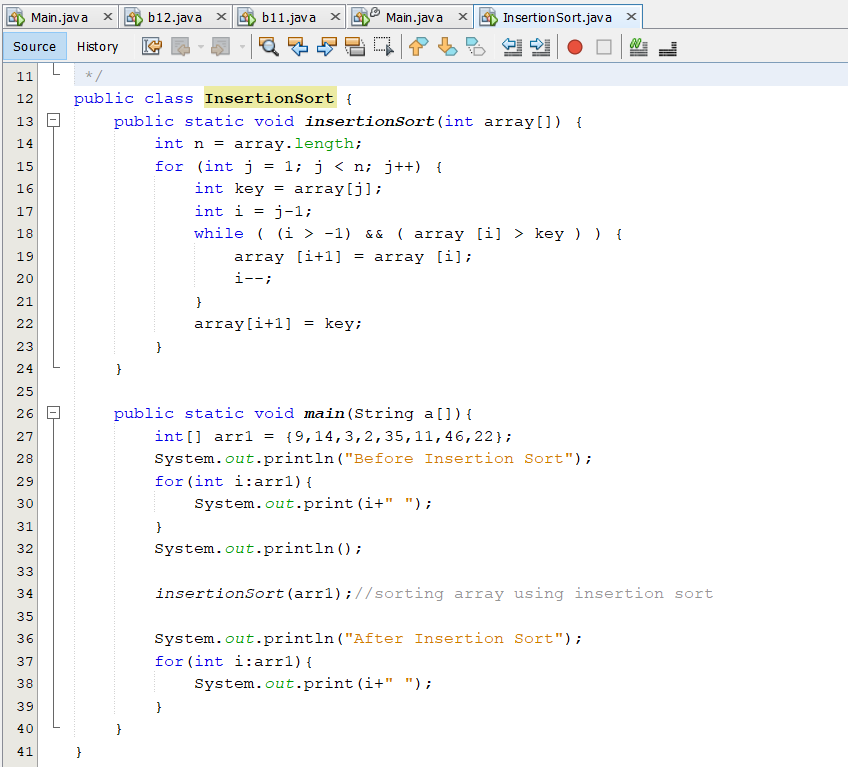 Main.java × b12.java × b11.java × Main.java × InsertionSort.java ×
Source History
11 */
12 public class InsertionSort {
13 public static void insertionSort(int array[]) {
14 int n = array.length;
15 for (int j = 1; j < n; j++) {
16 int key = array[j];
17 int i = j-1;
18 while ( (i > -1) && ( array [i] > key ) ) {
19 array [i+1] = array [i];
20 i--;
21 }
22 array[i+1] = key;
23 }
24 }
25
26 public static void main(String a[]){
27 int[] arr1 = {9,14,3,2,35,11,46,22};
28 System.out.println("Before Insertion Sort");
29 for(int i:arr1){
30 System.out.print(i+" ");
31 }
32 System.out.println();
33
34 insertionSort(arr1);//sorting array using insertion sort
35
36 System.out.println("After Insertion Sort");
37 for(int i:arr1){
38 System.out.print(i+" ");
39 }
40 }
41 }